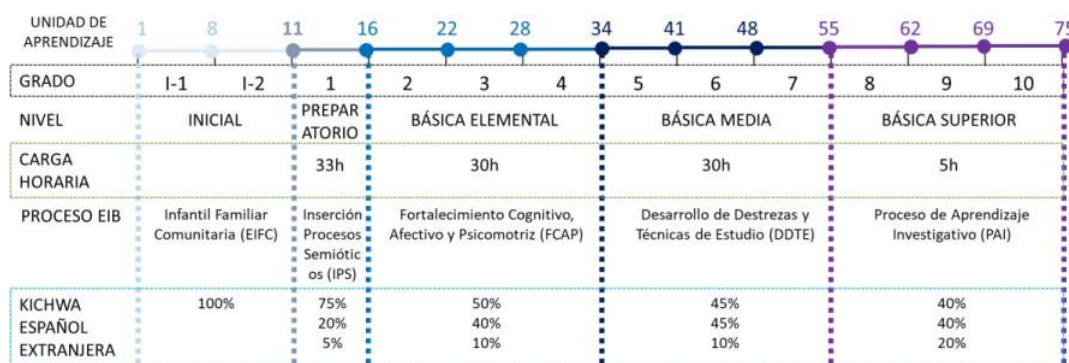 UNIDAD DE
APRENDIZAJE
1 8 11 16 22 28 34 41 48 55 62 69 75
GRADO I-1 I-2 1 2 3 4 5 6 7 8 9 10
NIVEL INICIAL PREPAR
ATORIO BÁSICA ELEMENTAL BÁSICA MEDIA BÁSICA SUPERIOR
CARGA
HORARIA 33h 30h 30h 5h
PROCESO EIB
Infantil Familiar
Comunitaria (EIFC)
Inserción
Procesos
Semiótic
os (IPS)
Fortalecimiento Cognitivo,
Afectivo y Psicomotriz (FCAP)
Desarrollo de Destrezas y
Técnicas de Estudio (DDTE)
Proceso de Aprendizaje
Investigativo (PAI)
KICHWA 100% 75% 50% 45% 40%
ESPAÑOL 20% 40% 45% 40%
EXTRANJERA 5% 10% 10% 20%